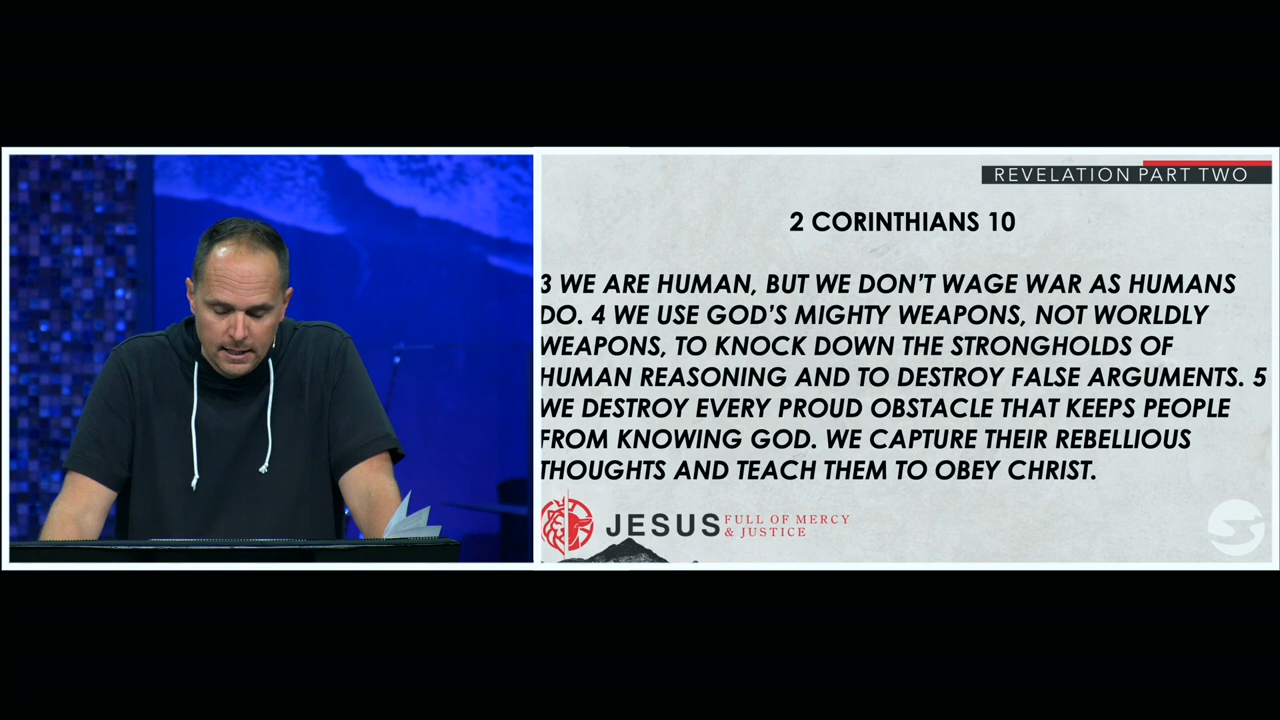 REVELATION PART TWO
2 CORINTHIANS 10
3 WE ARE HUMAN, BUT WE DON'T WAGE WAR AS HUMANS
DO. 4 WE USE GOD'S MIGHTY WEAPONS, NOT WORLDLY
WEAPONS, TO KNOCK DOWN THE STRONGHOLDS OF
HUMAN REASONING AND TO DESTROY FALSE ARGUMENTS. 5
WE DESTROY EVERY PROUD OBSTACLE THAT KEEPS PEOPLE
FROM KNOWING GOD. WE CAPTURE THEIR REBELLIOUS
THOUGHTS AND TEACH THEM TO OBEY CHRIST.
JESUS FULL OF MERCY
& JUSTICE